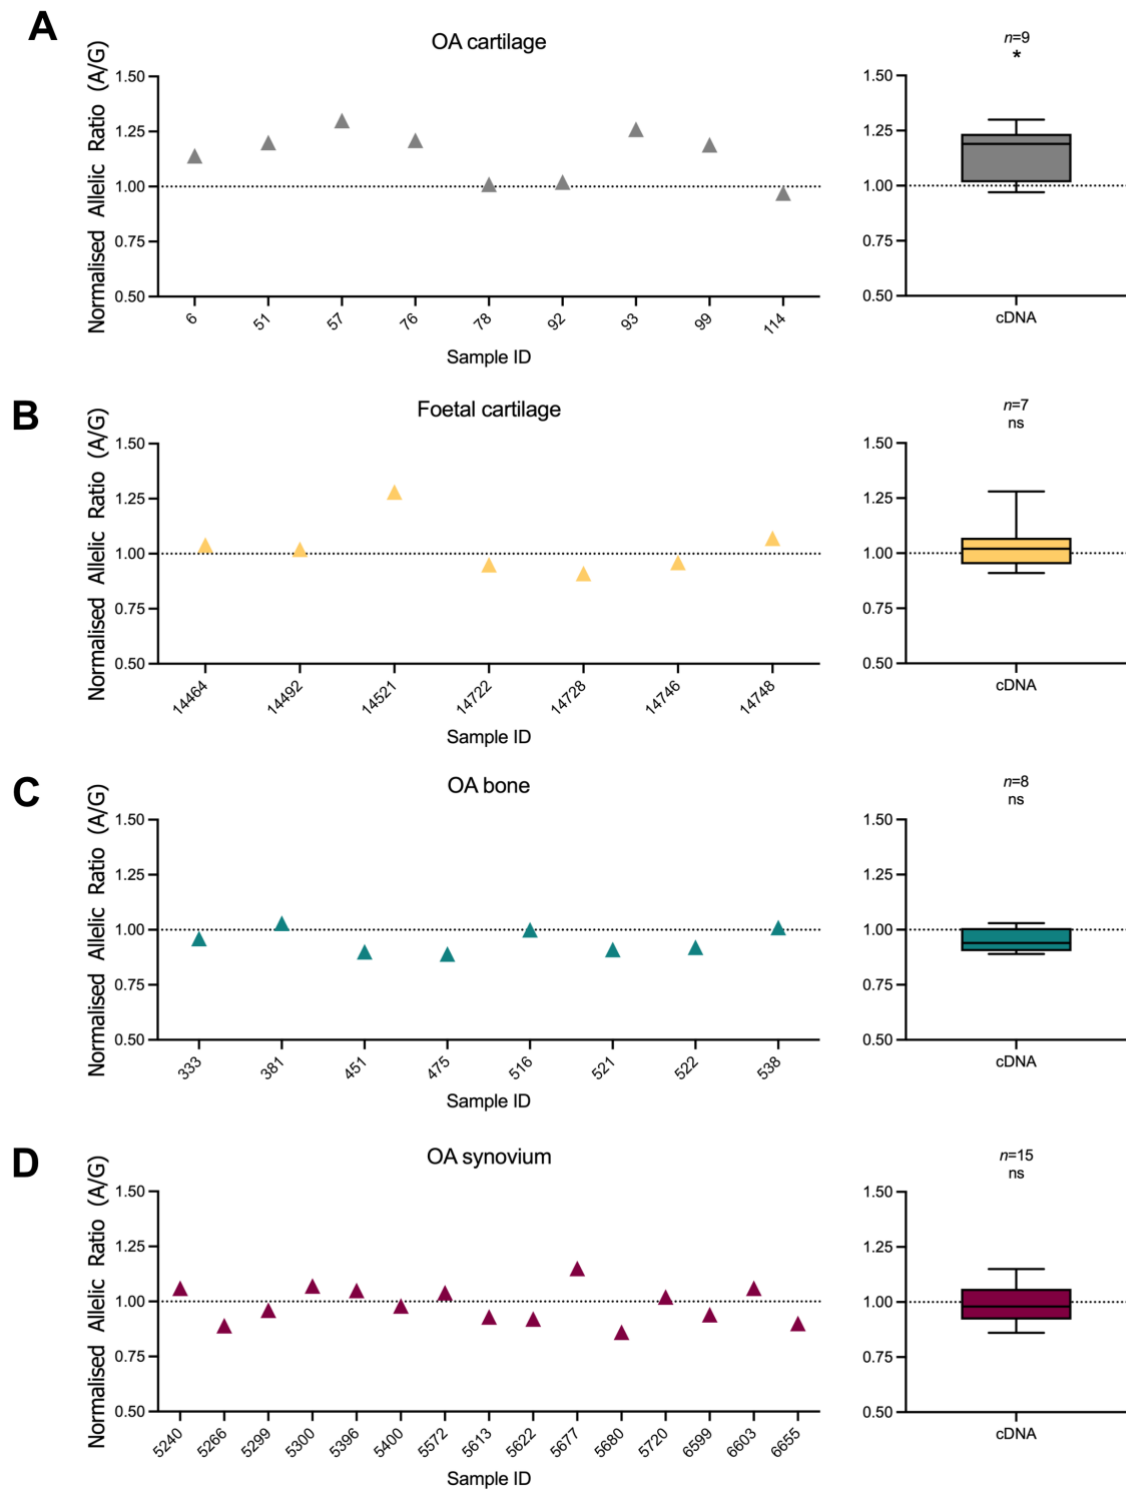 A
OA cartilage
Normalised Allelic Ratio (A/G)
1.50
1.25
1.00
0.75
0.50
6
51
57
76
78
92
93
99
114
Sample ID
n=9
*
1.50
1.25
1.00
0.75
0.50
cDNA
B
Foetal cartilage
Normalised Allelic Ratio (A/G)
1.50
1.25
1.00
0.75
0.50
14464
14492
14521
14722
14728
14746
14748
Sample ID
n=7
ns
1.50
1.25
1.00
0.75
0.50
cDNA
C
OA bone
Normalised Allelic Ratio (A/G)
1.50
1.25
1.00
0.75
0.50
333
381
451
475
516
521
522
538
Sample ID
n=8
ns
1.50
1.25
1.00
0.75
0.50
cDNA
D
OA synovium
Normalised Allelic Ratio (A/G)
1.50
1.25
1.00
0.75
0.50
5240
5266
5299
5300
5396
5400
5572
5613
5622
5677
5680
5720
6599
6603
6655
Sample ID
n=15
ns
1.50
1.25
1.00
0.75
0.50
cDNA